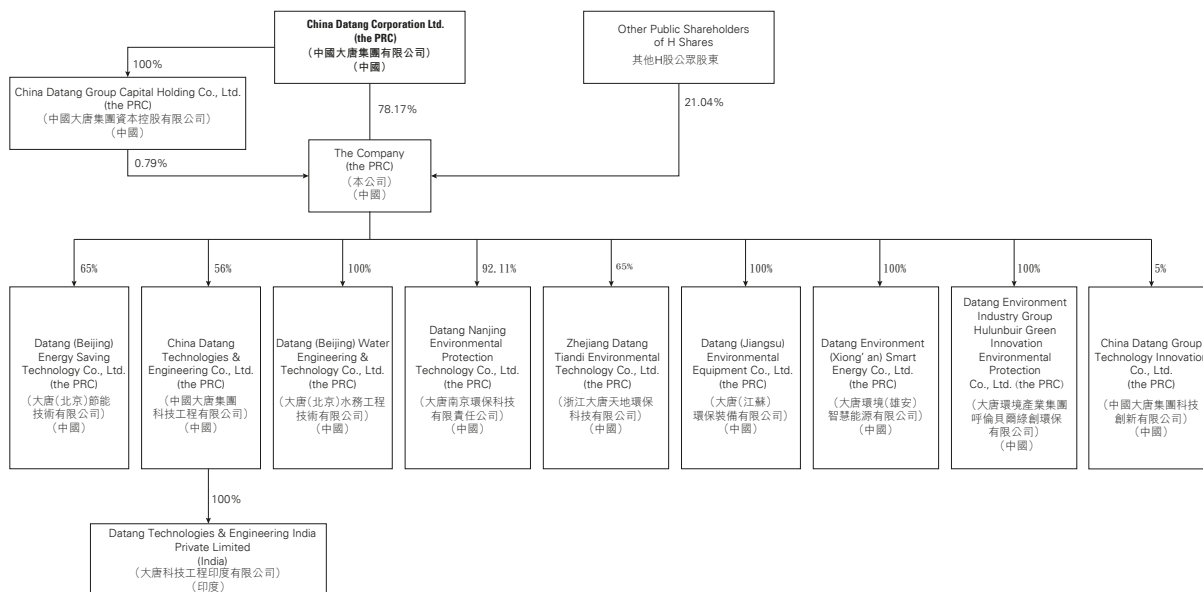 China Datang Corporation Ltd.
(the PRC)
（中國大唐集團有限公司）
（中國）
Other Public Shareholders
of H Shares
其他H股公眾股東
100%
China Datang Group Capital Holding Co., Ltd.
(the PRC)
（中國大唐集團資本控股有限公司）
（中國）
78.17%
21.04%
0.79%
The Company
(the PRC)
（本公司）
（中國）
65%
56%
100%
92.11%
65%
100%
100%
100%
5%
Datang (Beijing)
Energy Saving
Technology Co., Ltd.
(the PRC)
（大唐（北京）節能
技術有限公司）
（中國）
China Datang
Technologies &
Engineering Co., Ltd.
(the PRC)
（中國大唐集團
科技工程有限公司）
（中國）
Datang (Beijing) Water
Engineering &
Technology Co., Ltd.
(the PRC)
（大唐（北京）水務工程
技術有限公司）
（中國）
Datang Nanjing
Environmental
Protection
Technology Co., Ltd.
(the PRC)
（大唐南京環保科技
有限責任公司）
（中國）
Zhejiang Datang
Tiandi Environmental
Technology Co., Ltd.
(the PRC)
（浙江大唐天地環保
科技有限公司）
（中國）
Datang (Jiangsu)
Environmental
Equipment Co., Ltd.
(the PRC)
（大唐（江蘇）
環保裝備有限公司）
（中國）
Datang Environment
(Xiong' an) Smart
Energy Co., Ltd.
(the PRC)
（大唐環境（雄安）
智慧能源有限公司）
（中國）
Datang Environment
Industry Group
Hulunbuir Green
Innovation
Environmental
Protection
Co., Ltd. (the PRC)
（大唐環境產業集團
呼倫貝爾綠創環保
有限公司）
（中國）
China Datang Group
Technology Innovation
Co., Ltd.
(the PRC)
（中國大唐集團科技
創新有限公司）
（中國）
100%
Datang Technologies & Engineering India
Private Limited
(India)
（大唐科技工程印度有限公司）
（印度）